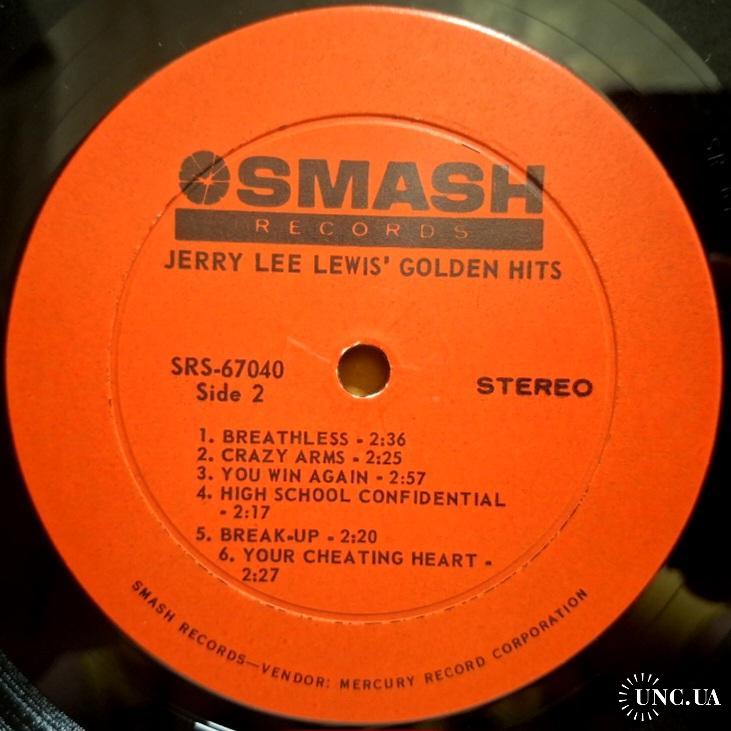 SMASH
RECORDS
JERRY LEE LEWIS' GOLDEN HITS
SRS-67040
Side 2
STEREO
1. BREATHLESS - 2:36
2. CRAZY ARMS - 2:25
3. YOU WIN AGAIN - 2:57
4. HIGH SCHOOL CONFIDENTIAL
- 2:17
5. BREAK-UP - 2:20
6. YOUR CHEATING HEART -
2:27
SMASH RECORDS—VENDOR: MERCURY RECORD CORPORATION
UNC.UA